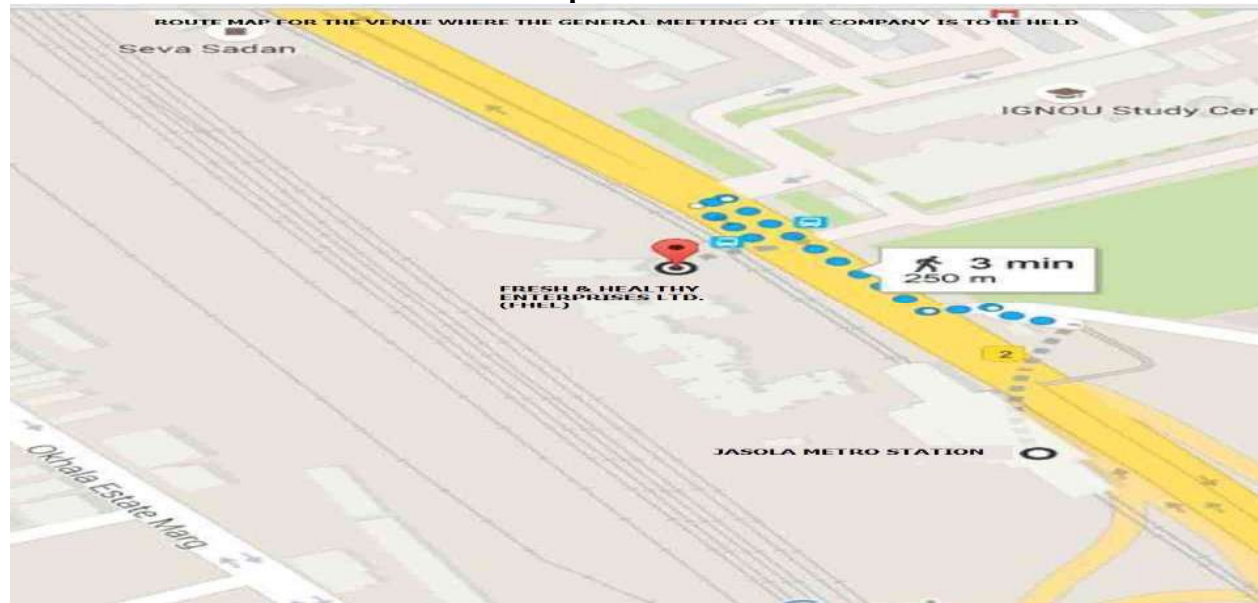 ROUTE MAP FOR THE VENUE WHERE THE GENERAL MEETING OF THE COMPANY IS TO BE HELD
Seva Sadan
IGNOU Study Cen
3 min
250 m
FRESH & HEALTHY
ENTERPRISES LTD.
(FHEL)
2
JASOLA METRO STATION
Okhala Estate Marg